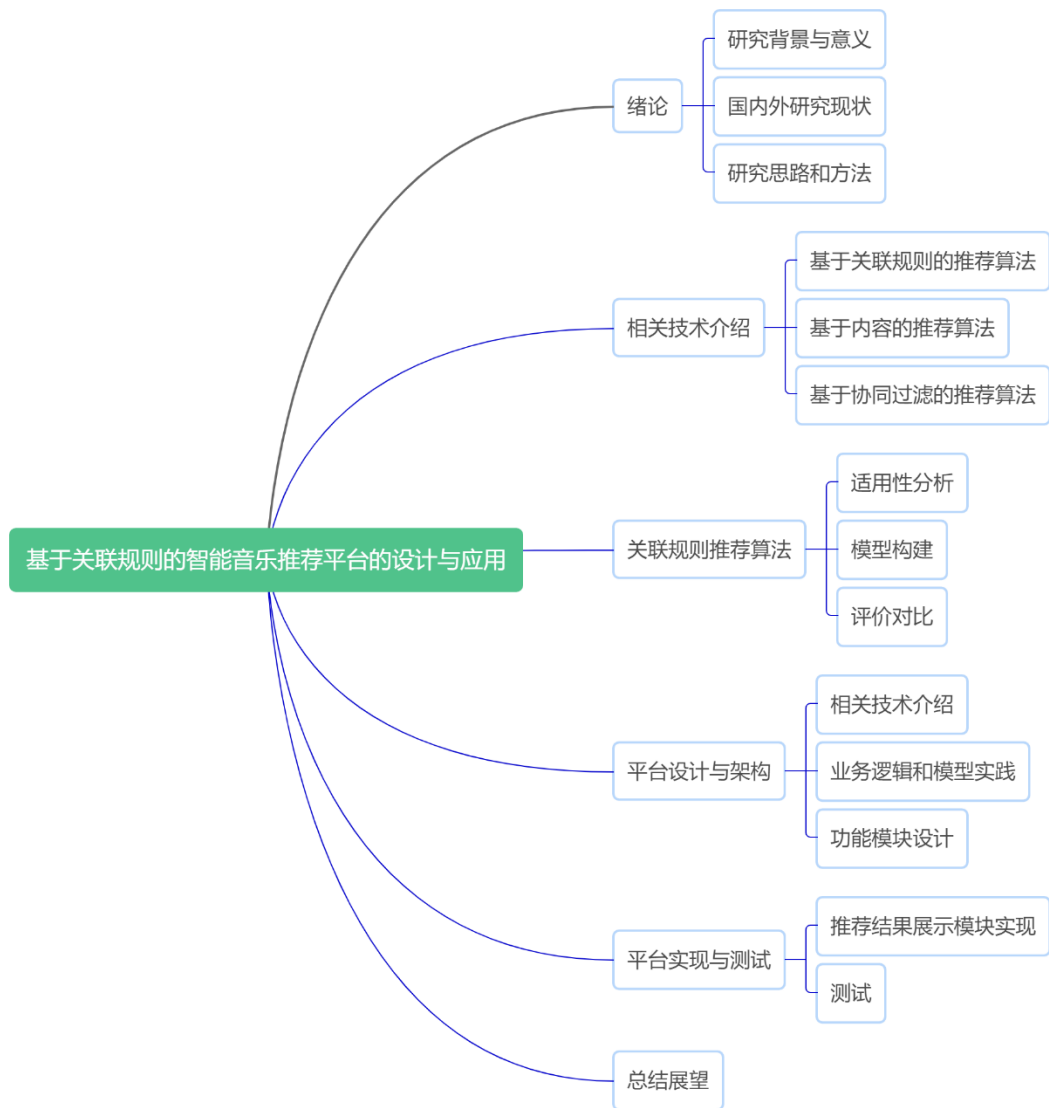 基于关联规则的智能音乐推荐平台的设计与应用
绪论
研究背景与意义
国内外研究现状
研究思路和方法
相关技术介绍
基于关联规则的推荐算法
基于内容的推荐算法
基于协同过滤的推荐算法
关联规则推荐算法
适用性分析
模型构建
评价对比
平台设计与架构
相关技术介绍
业务逻辑和模型实践
功能模块设计
平台实现与测试
推荐结果展示模块实现
测试
总结展望